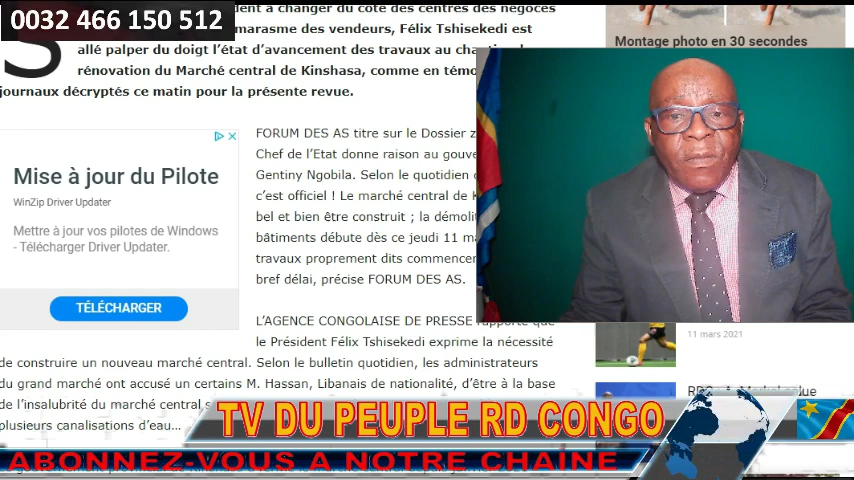 0032 466 150 512
ent à changer du côté des centres des négoces
marasme des vendeurs, Félix Tshisekedi est
S
allé palper du doigt l'état d'avancement des travaux au
rénovation du Marché central de Kinshasa, comme en
journaux décryptés ce matin pour la présente revue.
Montage photo en 30 secondes
Mise à jour du Pilote
WinZip Driver Updater
Mettre à jour vos pilotes de Windows
- Télécharger Driver Updater.
TÉLÉCHARGER
FORUM DES AS titre sur le Dossier
Chef de l'Etat donne raison au
Gentiny Ngobila. Selon le quotidien
c'est officiel ! Le marché central de
bel et bien être construit ; la
bâtiments débute dès ce jeudi 11
travaux proprement dits
bref délai, précise FORUM DES AS.
L'AGENCE CONGOLAISE DE PRESSE rapporte que
le Président Félix Tshisekedi exprime la nécessité
de construire un nouveau marché central. Selon le bulletin quotidien, les administrateurs
du grand marché ont accusé un certains M. Hassan, Libanais de nationalité, d'être à la base
de l'insalubrité du marché central
plusieurs canalisations d'eau…
11 mars 2021
TV DU PEUPLE RD CONGO
ABONNEZ-VOUS A NOTRE CHAINE